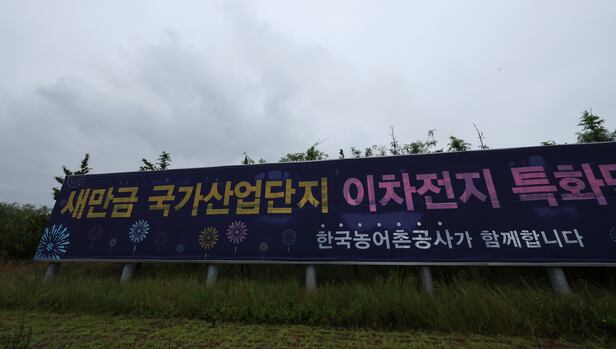 새만금 국가산업단지 이차전지 특화
한국농어촌공사가 함께합니다